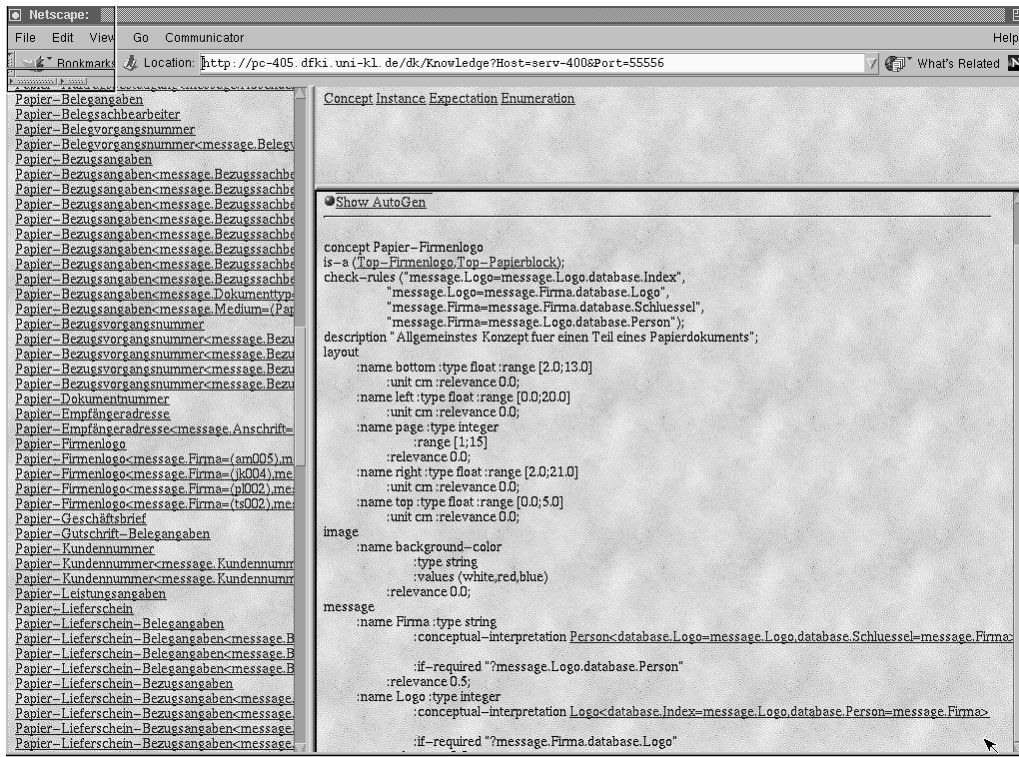 Netscape:
File Edit View Go Communicator Help
Bookmarks Location: http://pc-405.dfki.uni-kl.de/dk/Knowledge?Host=serv-400&Port=55556 What's Related N
Papier-Belegangaben
Papier-Belegsachbearbeiter
Papier-Belegvorgangsnummer
Papier-Belegvorgangsnummer<message.Belegv
Papier-Bezugsangaben
Papier-Bezugsangaben<message.Bezugssachbe
Papier-Bezugsangaben<message.Bezugssachbe
Papier-Bezugsangaben<message.Bezugssachbe
Papier-Bezugsangaben<message.Bezugssachbe
Papier-Bezugsangaben<message.Bezugssachbe
Papier-Bezugsangaben<message.Bezugssachbe
Papier-Bezugsangaben<message.Bezugssachbe
Papier-Bezugsangaben<message.Bezugssachbe
Papier-Bezugsangaben<message.Dokumenttyp=
Papier-Bezugsangaben<message.Medium=(Pap
Papier-Bezugsvorgangsnummer
Papier-Bezugsvorgangsnummer<message.Bezu
Papier-Bezugsvorgangsnummer<message.Bezu
Papier-Bezugsvorgangsnummer<message.Bezu
Papier-Bezugsvorgangsnummer<message.Bezu
Papier-Dokumentnummer
Papier-Empfängeradresse
Papier-Empfängeradresse<message.Anschrift=
Papier-Firmenlogo
Papier-Firmenlogo<message.Firma=(am005),m
Papier-Firmenlogo<message.Firma=(jk004),me
Papier-Firmenlogo<message.Firma=(pl002),me
Papier-Firmenlogo<message.Firma=(ts002),me
Papier-Geschäftsbrief
Papier-Gutschrift-Belegangaben
Papier-Kundennummer
Papier-Kundennummer<message.Kundennumm
Papier-Kundennummer<message.Kundennumm
Papier-Leistungsangaben
Papier-Lieferschein
Papier-Lieferschein-Belegangaben
Papier-Lieferschein-Belegangaben<message.B
Papier-Lieferschein-Belegangaben<message.B
Papier-Lieferschein-Belegangaben<message.B
Papier-Lieferschein-Bezugsangaben
Papier-Lieferschein-Bezugsangaben<message.
Papier-Lieferschein-Bezugsangaben<message.
Papier-Lieferschein-Bezugsangaben<message.
Papier-Lieferschein-Bezugsangaben<message.
Concept Instance Expectation Enumeration
Show AutoGen
concept Papier-Firmenlogo
is-a (Top-Firmenlogo,Top-Papierblock);
check-rules ("message.Logo=message.Logo.database.Index",
"message.Logo=message.Firma.database.Logo",
"message.Firma=message.Firma.database.Schluessel",
"message.Firma=message.Logo.database.Person");
description "Allgemeinstes Konzept fuer einen Teil eines Papierdokuments";
layout
:name bottom :type float :range [2.0;13.0]
:unit cm :relevance 0.0;
:name left :type float :range [0.0;20.0]
:unit cm :relevance 0.0;
:name page :type integer
:range [1;15]
:relevance 0.0;
:name right :type float :range [2.0;21.0]
:unit cm :relevance 0.0;
:name top :type float :range [0.0;5.0]
:unit cm :relevance 0.0;
image
:name background-color
:type string
:values (white,red,blue)
:relevance 0.0;
message
:name Firma :type string
:conceptual-interpretation Person<database.Logo=message.Logo,database.Schluessel=message.Firma>
:if-required "?message.Logo.database.Person"
:relevance 0.5;
:name Logo :type integer
:conceptual-interpretation Logo<database.Index=message.Logo,database.Person=message.Firma>
:if-required "?message.Firma.database.Logo"